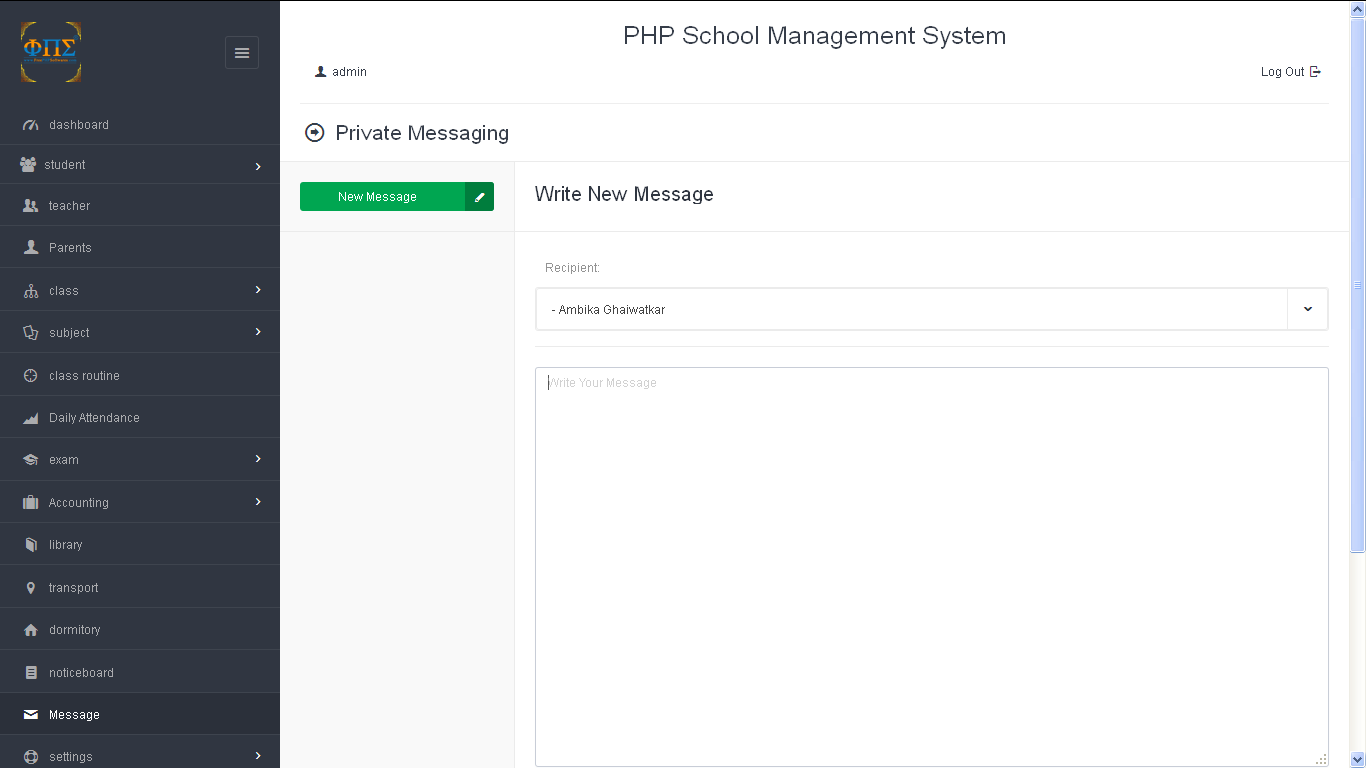 ΦΠΣ
PHP School Management System
admin
Log Out
dashboard
student
teacher
Parents
class
subject
class routine
Daily Attendance
exam
Accounting
library
transport
dormitory
noticeboard
Message
settings
Private Messaging
New Message
Write New Message
Recipient:
- Ambika Ghaiwatkar
Write Your Message